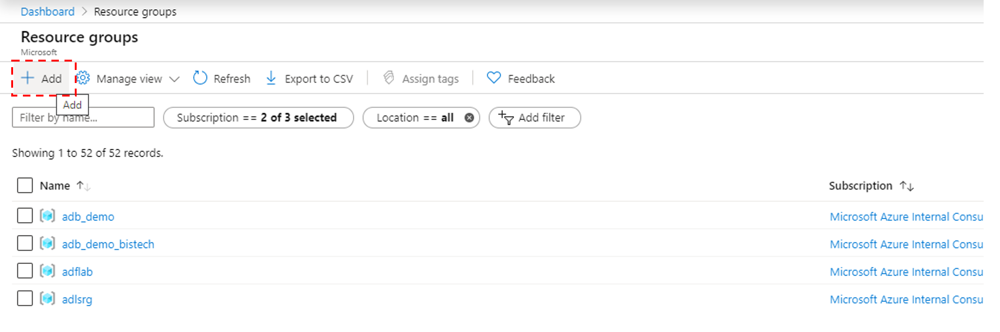 Dashboard > Resource groups
Resource groups
Microsoft
+ Add Manage view Refresh Export to CSV Assign tags Feedback
Add
Filter by name... Subscription == 2 of 3 selected Location == all Add filter
Showing 1 to 52 of 52 records.
Name ↑↓ Subscription ↑↓
adb_demo Microsoft Azure Internal Consu
adb_demo_bistech Microsoft Azure Internal Consu
adflab Microsoft Azure Internal Consu
adlsrg Microsoft Azure Internal Consu